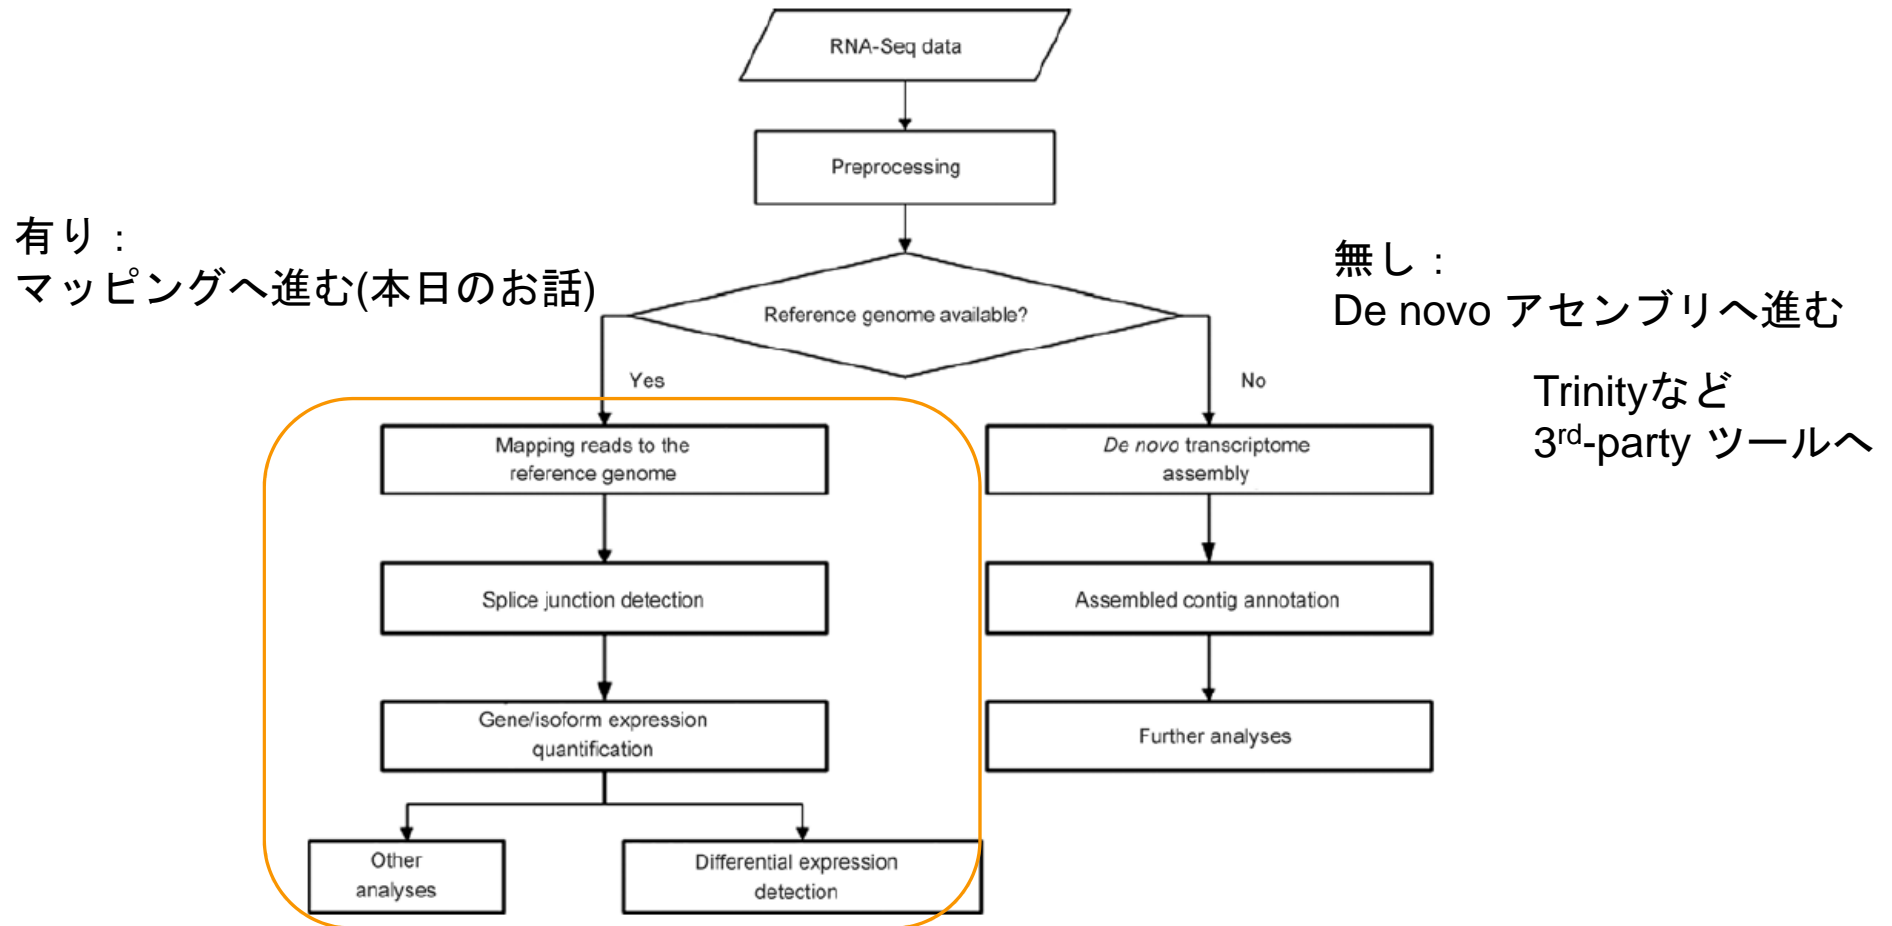 RNA-Seq data
Preprocessing
有り：
マッピングへ進む(本日のお話)
無し：
De novo アセンブリへ進む
Reference genome available?
Yes
No
Trinityなど
3rd-party ツールへ
Mapping reads to the
reference genome
De novo transcriptome
assembly
Splice junction detection
Assembled contig annotation
Gene/isoform expression
quantification
Further analyses
Other
analyses
Differential expression
detection